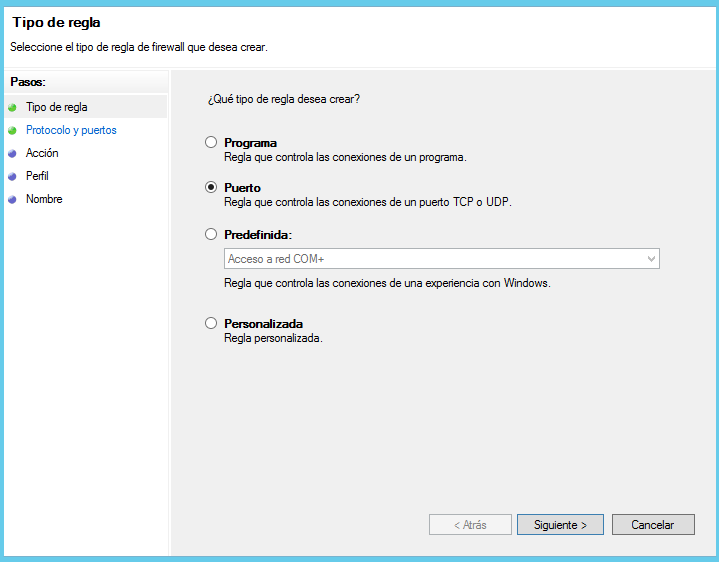 Tipo de regla
Seleccione el tipo de regla de firewall que desea crear.
Pasos:
Tipo de regla
Protocolo y puertos
Acción
Perfil
Nombre
¿Qué tipo de regla desea crear?
Programa
Regla que controla las conexiones de un programa.
Puerto
Regla que controla las conexiones de un puerto TCP o UDP.
Predefinida:
Acceso a red COM+
Regla que controla las conexiones de una experiencia con Windows.
Personalizada
Regla personalizada.
< Atrás
Siguiente >
Cancelar